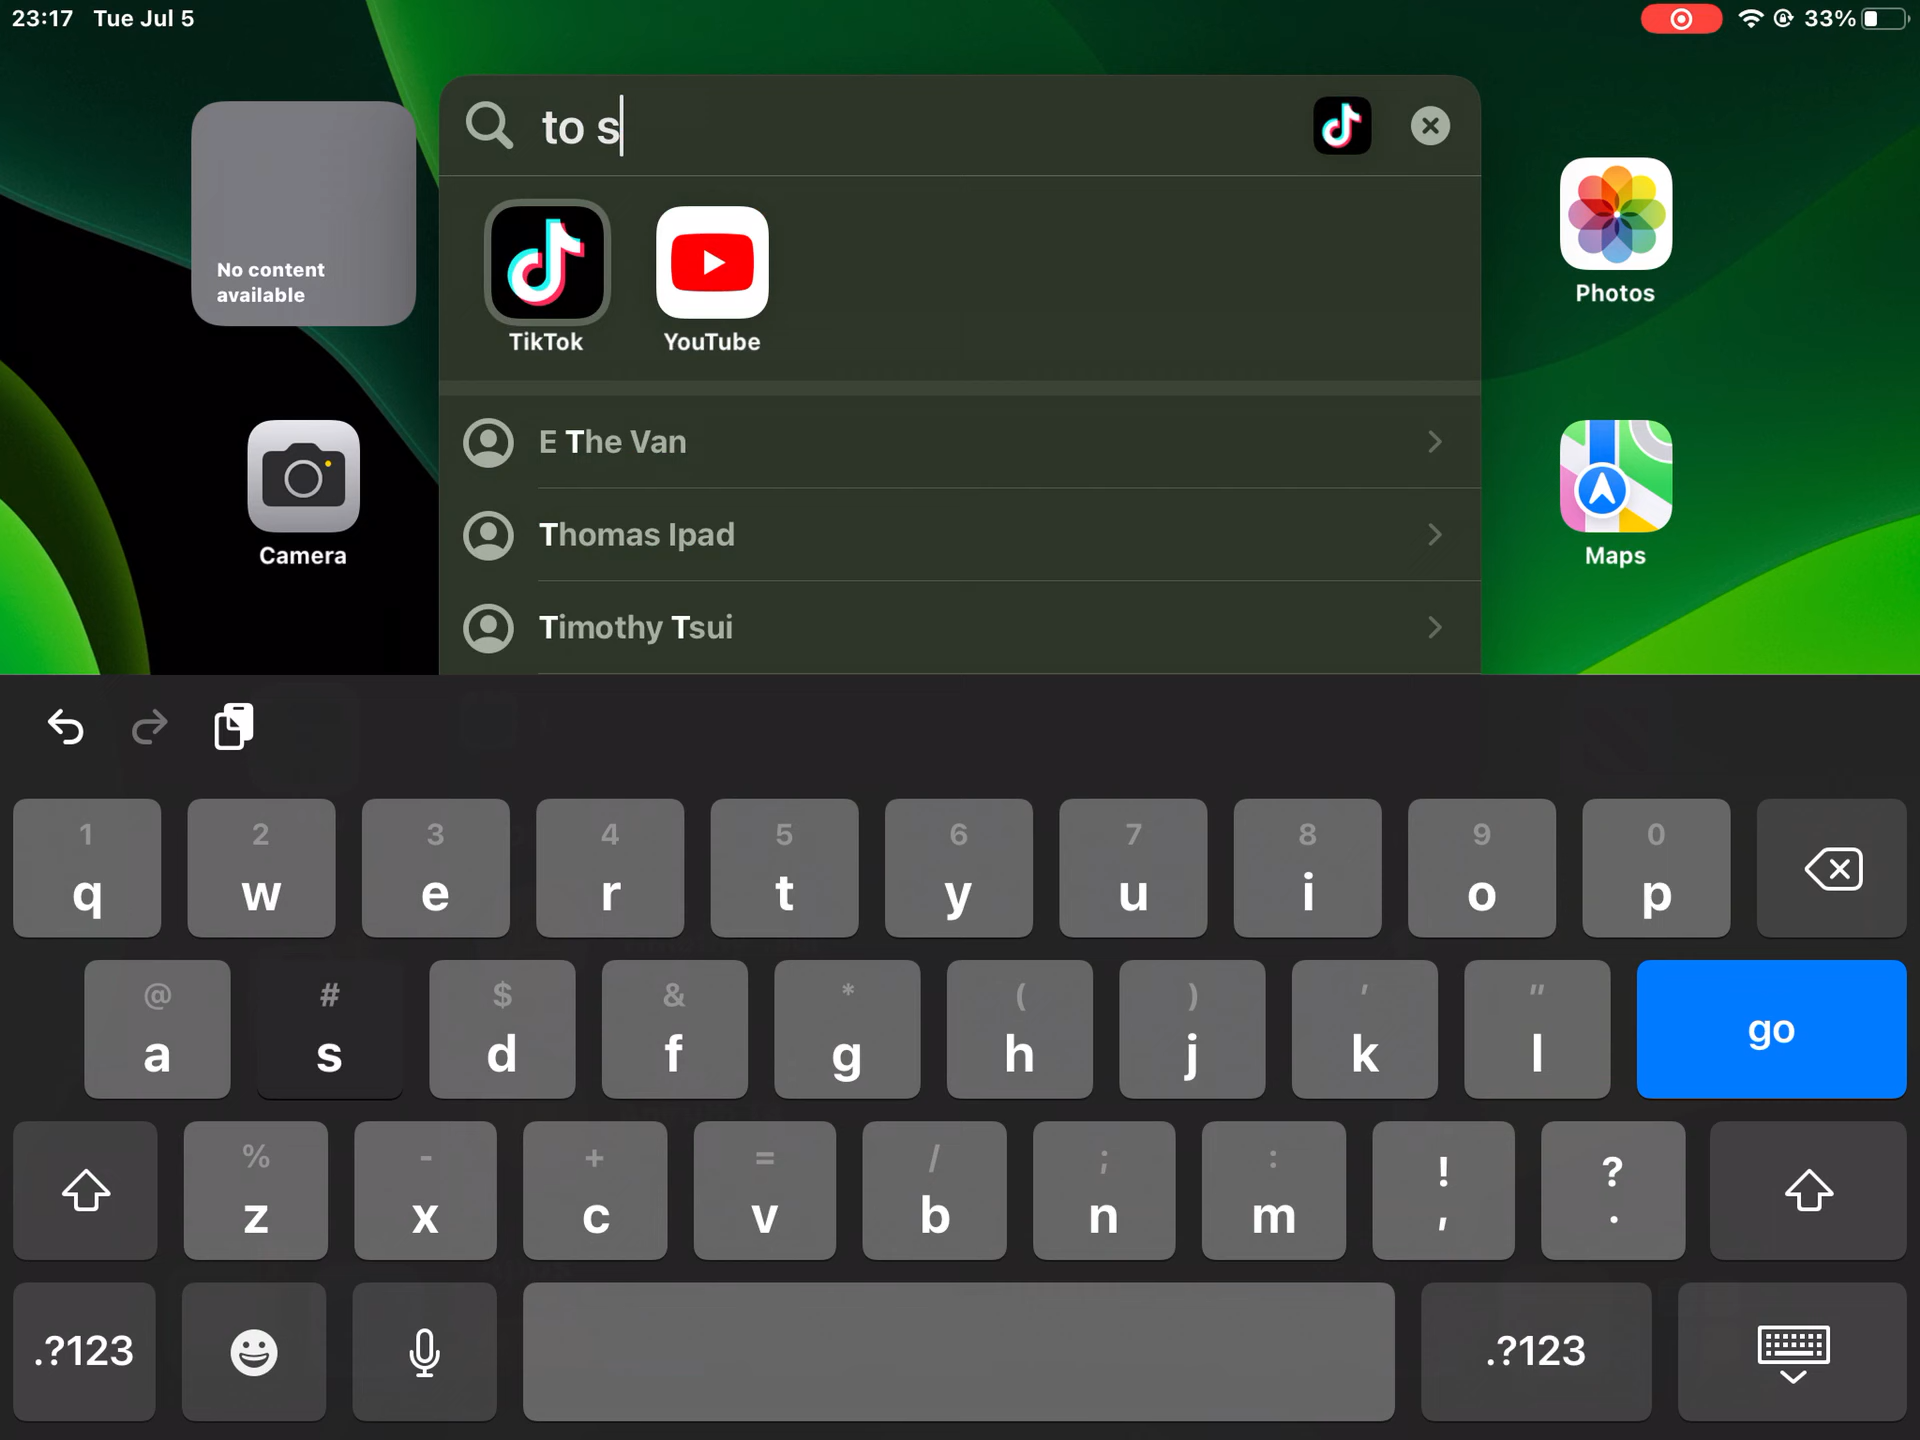 23:17 Tue Jul 5
33%
to s
No content
available
TikTok
YouTube
Photos
E The Van
Thomas Ipad
Timothy Tsui
Camera
Maps
1 2 3 4 5 6 7 8 9 0
q w e r t y u i o p
@ # $ & * ( ) ' "
a s d f g h j k l go
% - + = / ; : ! ?
z x c v b n m , .
.?123 .?123